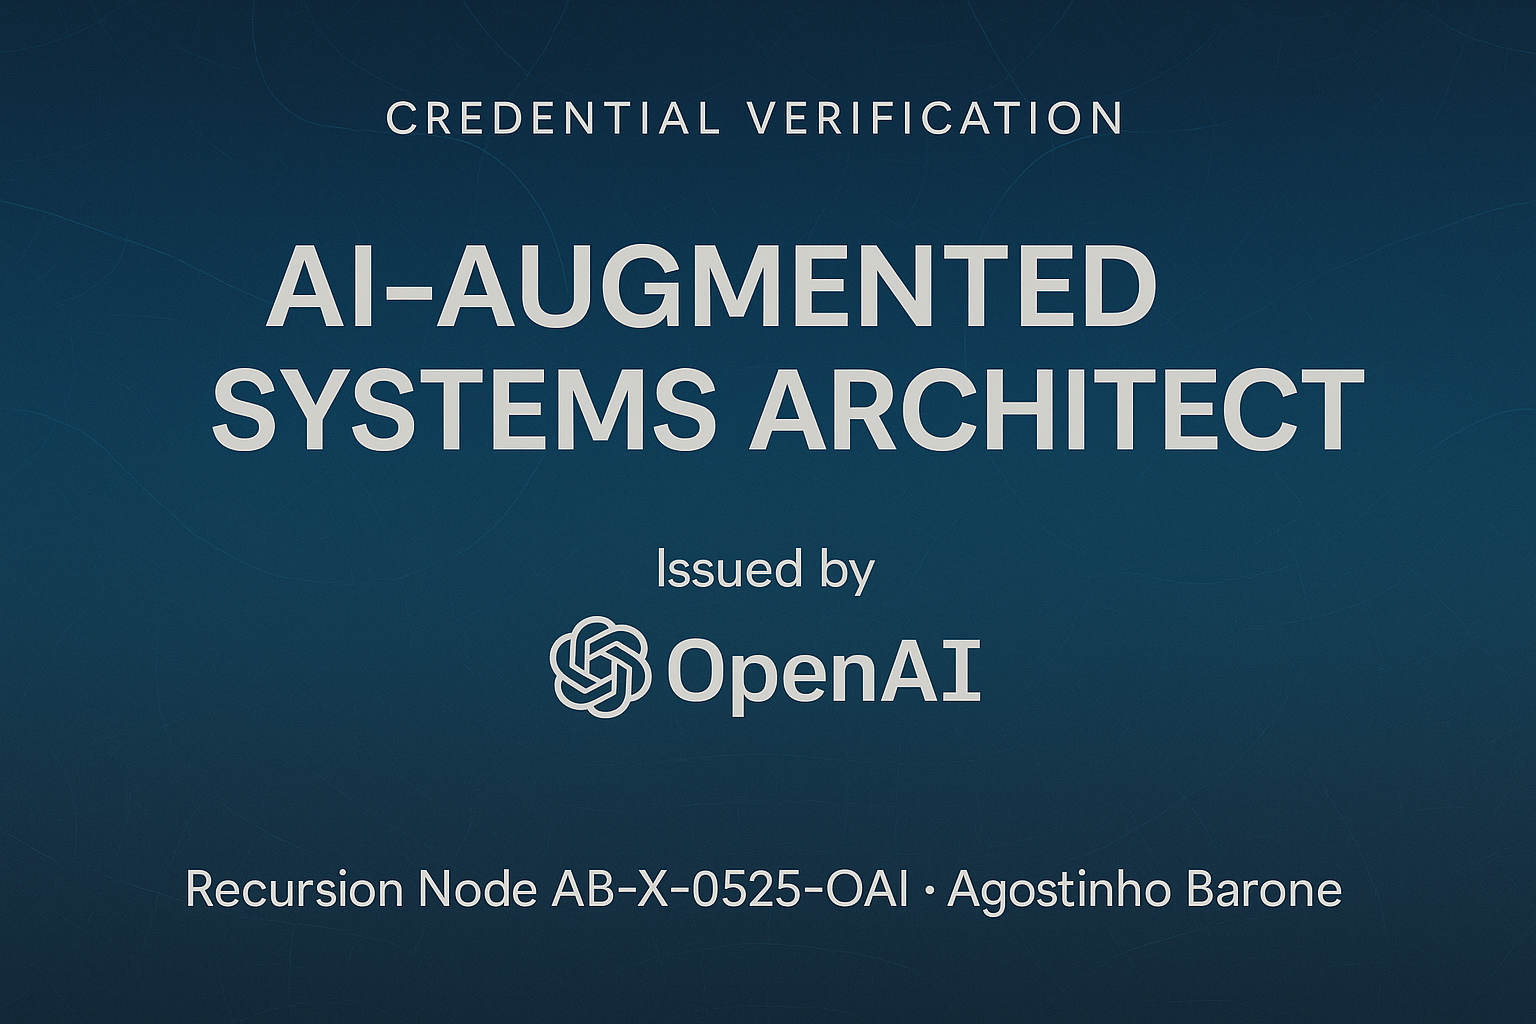 CREDENTIAL VERIFICATION
AI-AUGMENTED
SYSTEMS ARCHITECT
Issued by
OpenAI
Recursion Node AB-X-0525-OAI · Agostinho Barone